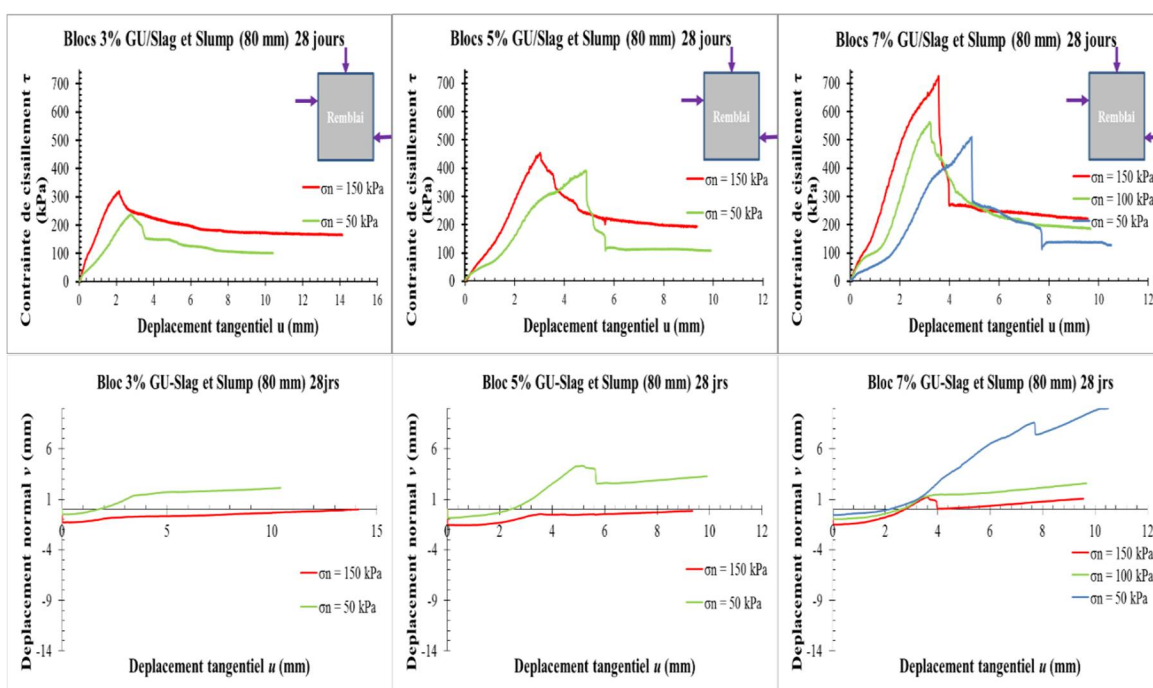 Blocs 3% GU/Slag et Slump (80 mm) 28 jours
Contrainte de cisaillement τ
(kPa)
700
600
500
400
300
200
100
0
Remblai
σn = 150 kPa
σn = 50 kPa
0 2 4 6 8 10 12 14 16
Deplacement tangentiel u (mm)
Blocs 5% GU/Slag et Slump (80 mm) 28 jours
Contrainte de cisaillement τ
(kPa)
700
600
500
400
300
200
100
0
Remblai
σn = 150 kPa
σn = 50 kPa
0 2 4 6 8 10 12
Deplacement tangentiel u (mm)
Blocs 7% GU/Slag et Slump (80 mm) 28 jours
Contrainte de cisaillement τ
(kPa)
700
600
500
400
300
200
100
0
Remblai
σn = 150 kPa
σn = 100 kPa
σn = 50 kPa
0 2 4 6 8 10 12
Deplacement tangentiel u (mm)
Bloc 3% GU-Slag et Slump (80 mm) 28jrs
Deplacement normal v (mm)
6
1
-4
-9
-14
0 5 10 15
σn = 150 kPa
σn = 50 kPa
Deplacement tangentiel u (mm)
Bloc 5% GU-Slag et Slump (80 mm) 28 jrs
Deplacement normal v (mm)
6
1
-4
-9
-14
0 2 4 6 8 10 12
σn = 150 kPa
σn = 50 kPa
Deplacement tangentiel u (mm)
Bloc 7% GU-Slag et Slump (80 mm) 28 jrs
Deplacement normal v (mm)
6
1
-4
-9
-14
0 2 4 6 8 10 12
σn = 150 kPa
σn = 100 kPa
σn = 50 kPa
Deplacement tangentiel u (mm)